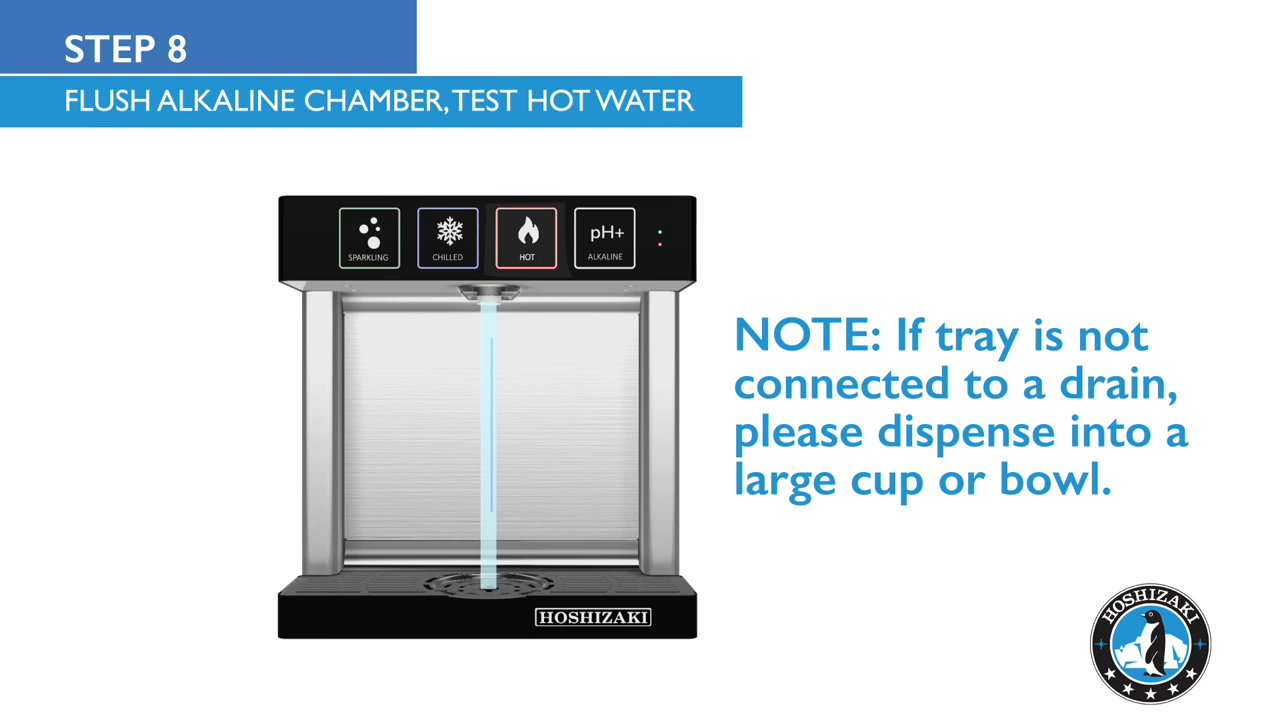 STEP 8
FLUSH ALKALINE CHAMBER, TEST HOT WATER
SPARKLING
CHILLED
HOT
pH+
ALKALINE
NOTE: If tray is not
connected to a drain,
please dispense into a
large cup or bowl.
HOSHIZAKI
HOSHIZAKI